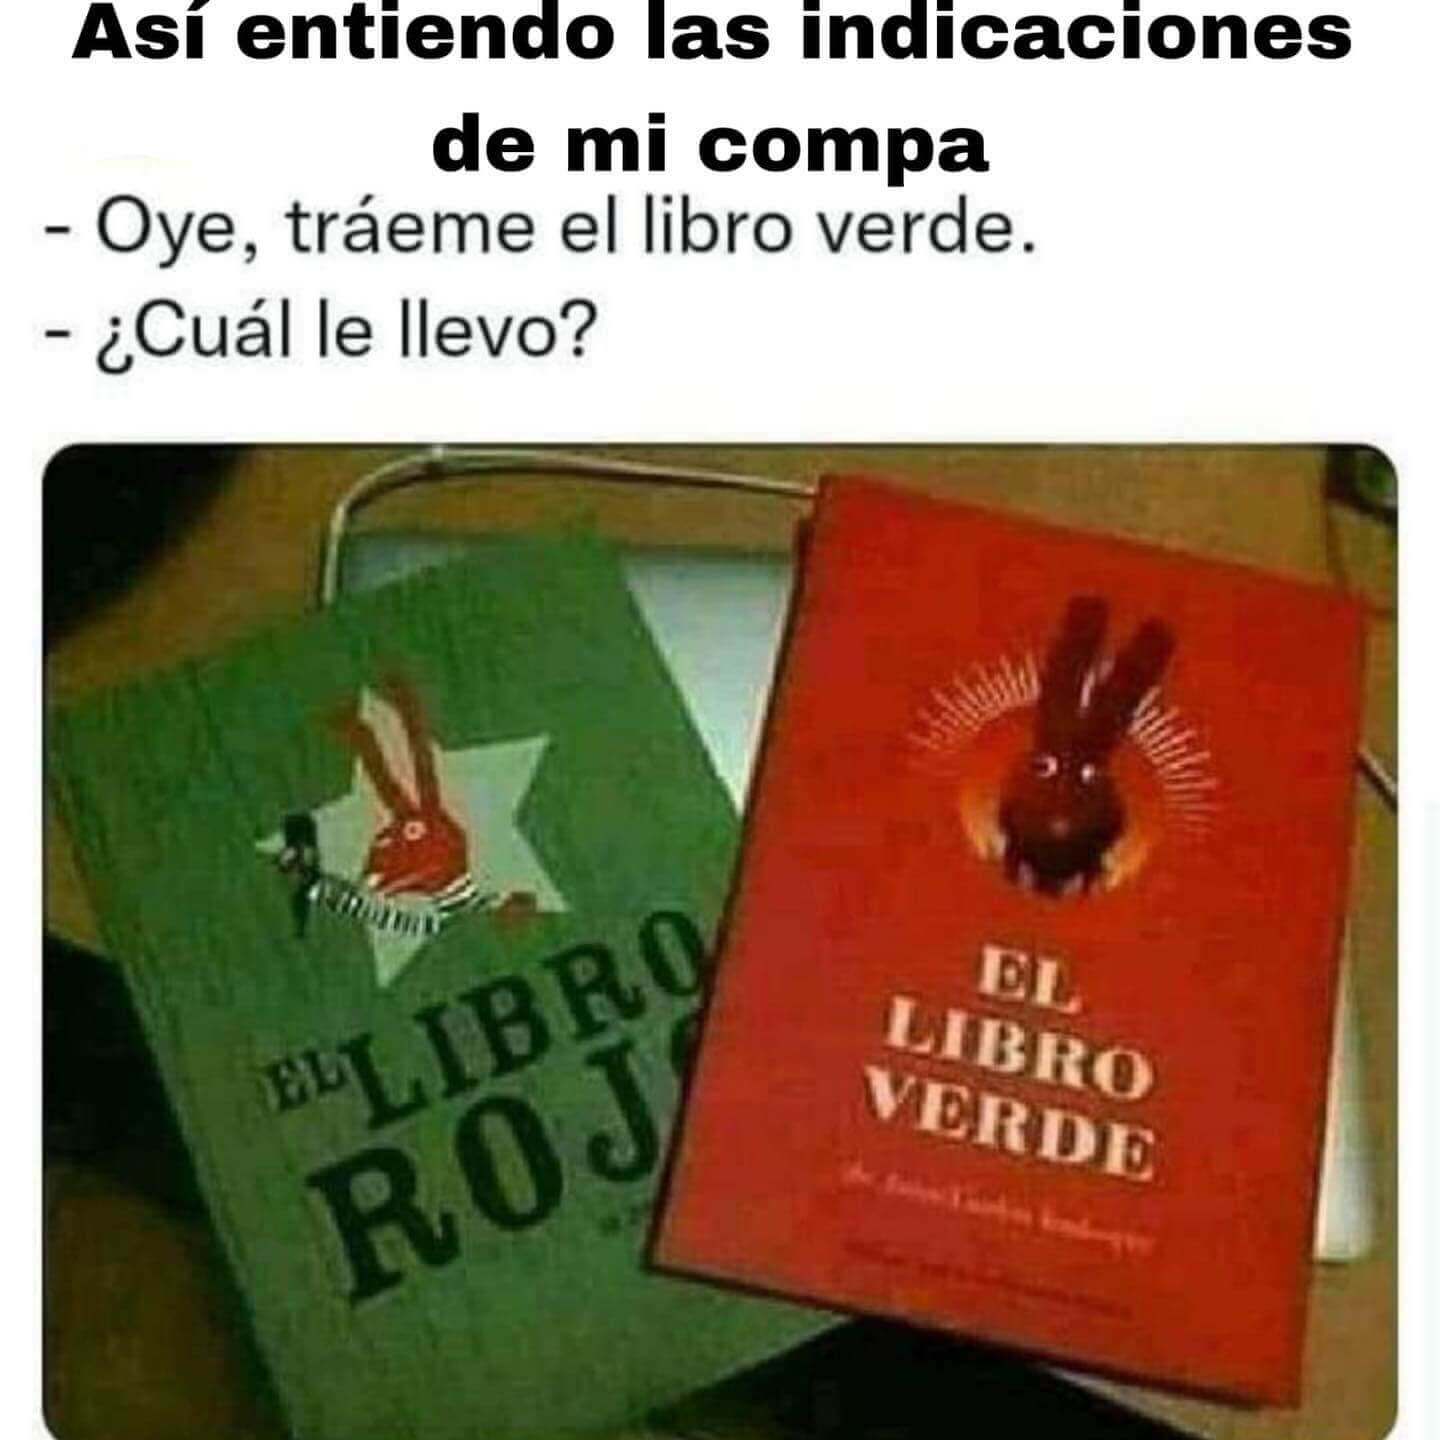 Así entiendo las indicaciones
de mi compa
- Oye, tráeme el libro verde.
- ¿Cuál le llevo?
EL LIBRO
ROJO
EL
LIBRO
VERDE